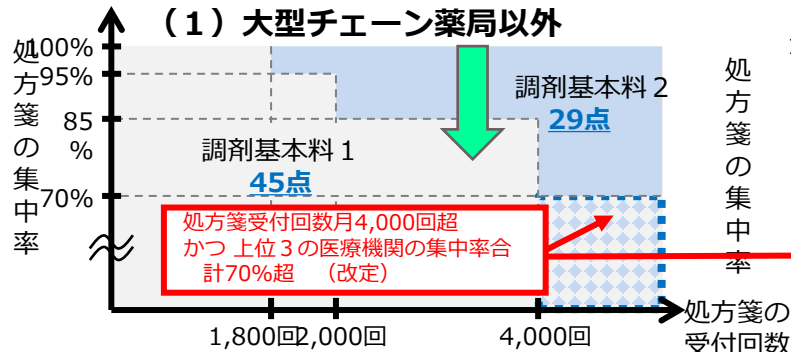 （1）大型チェーン薬局以外
処方箋の集中率
100%
95%
85
%
70%
調剤基本料１
45点
調剤基本料２
29点
処方箋受付回数月4,000回超
かつ 上位３の医療機関の集中率合
計70%超　（改定）
1,800回
2,000回
4,000回
処方箋の
受付回数
処方箋の集中率